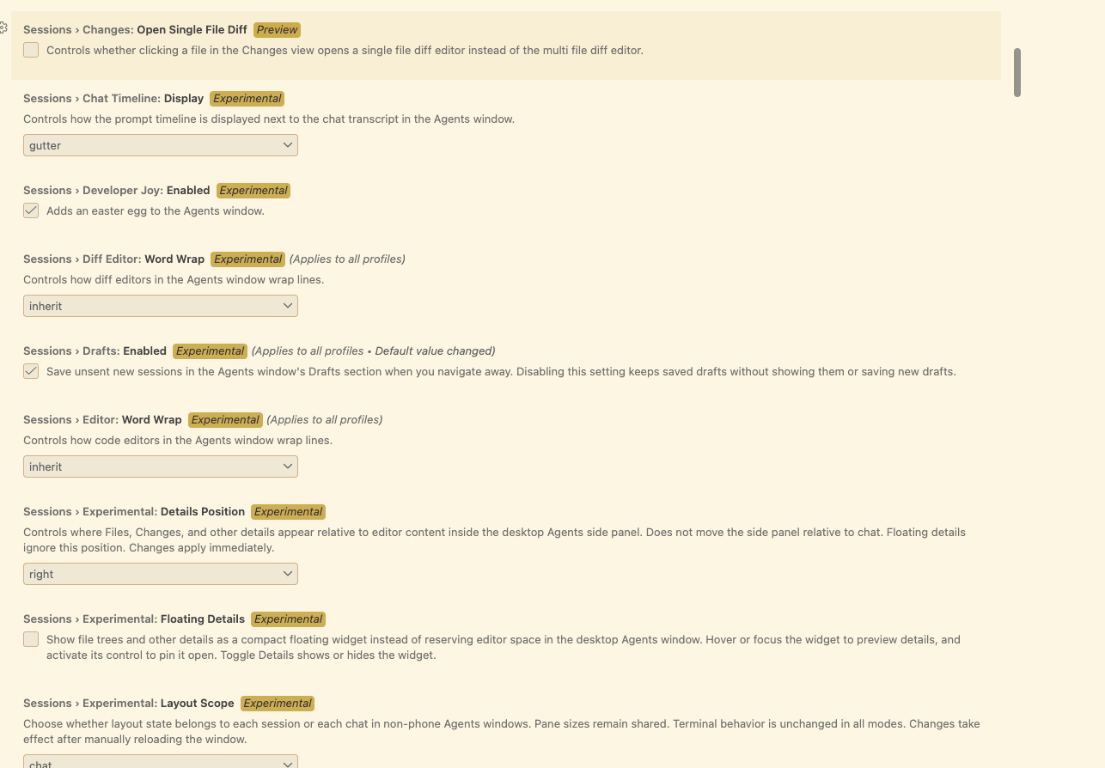 Sessions › Changes: Open Single File Diff Preview
Controls whether clicking a file in the Changes view opens a single file diff editor instead of the multi file diff editor.
Sessions › Chat Timeline: Display Experimental
Controls how the prompt timeline is displayed next to the chat transcript in the Agents window.
gutter
Sessions › Developer Joy: Enabled Experimental
Adds an easter egg to the Agents window.
Sessions › Diff Editor: Word Wrap Experimental (Applies to all profiles)
Controls how diff editors in the Agents window wrap lines.
inherit
Sessions › Drafts: Enabled Experimental (Applies to all profiles • Default value changed)
Save unsent new sessions in the Agents window's Drafts section when you navigate away. Disabling this setting keeps saved drafts without showing them or saving new drafts.
Sessions › Editor: Word Wrap Experimental (Applies to all profiles)
Controls how code editors in the Agents window wrap lines.
inherit
Sessions › Experimental: Details Position Experimental
Controls where Files, Changes, and other details appear relative to editor content inside the desktop Agents side panel. Does not move the side panel relative to chat. Floating details
ignore this position. Changes apply immediately.
right
Sessions › Experimental: Floating Details Experimental
Show file trees and other details as a compact floating widget instead of reserving editor space in the desktop Agents window. Hover or focus the widget to preview details, and
activate its control to pin it open. Toggle Details shows or hides the widget.
Sessions › Experimental: Layout Scope Experimental
Choose whether layout state belongs to each session or each chat in non-phone Agents windows. Pane sizes remain shared. Terminal behavior is unchanged in all modes. Changes take
effect after manually reloading the window.
chat